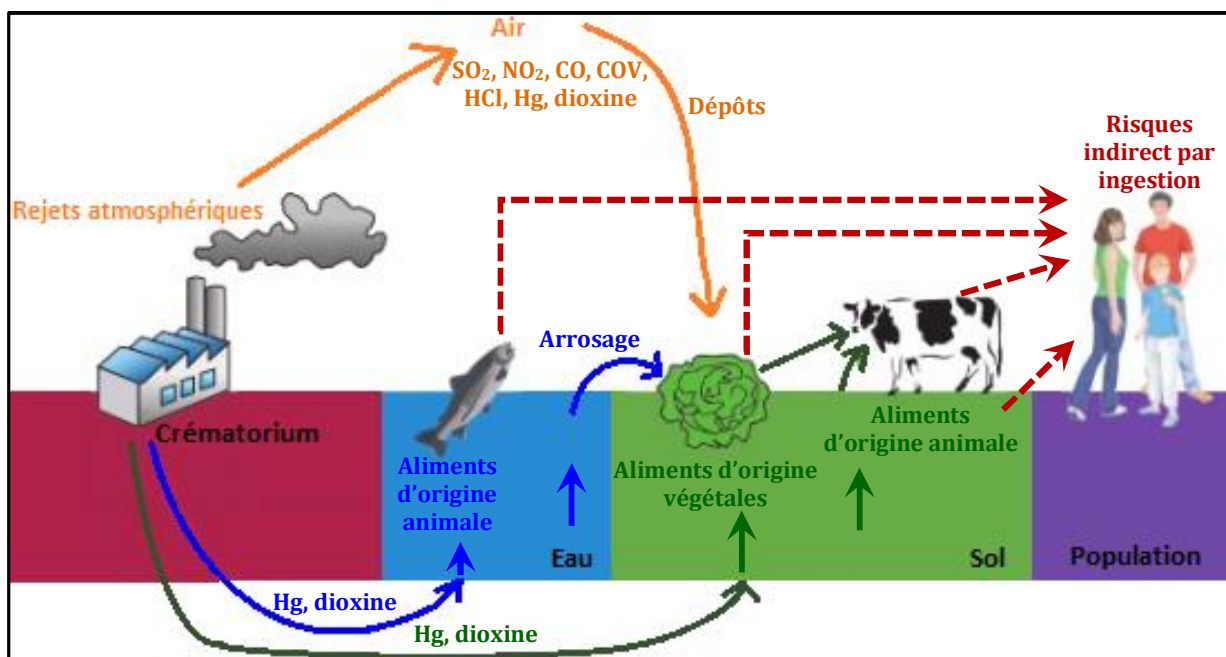 Air
SO₂, NO₂, CO, COV,
HCl, Hg, dioxine
Dépôts
Risques
indirect par
ingestion
Rejets atmosphériques
Arrosage
Crématorium
Aliments
d'origine
animale
Aliments d'origine
végétales
Aliments
d'origine animale
Eau
Sol
Population
Hg, dioxine
Hg, dioxine